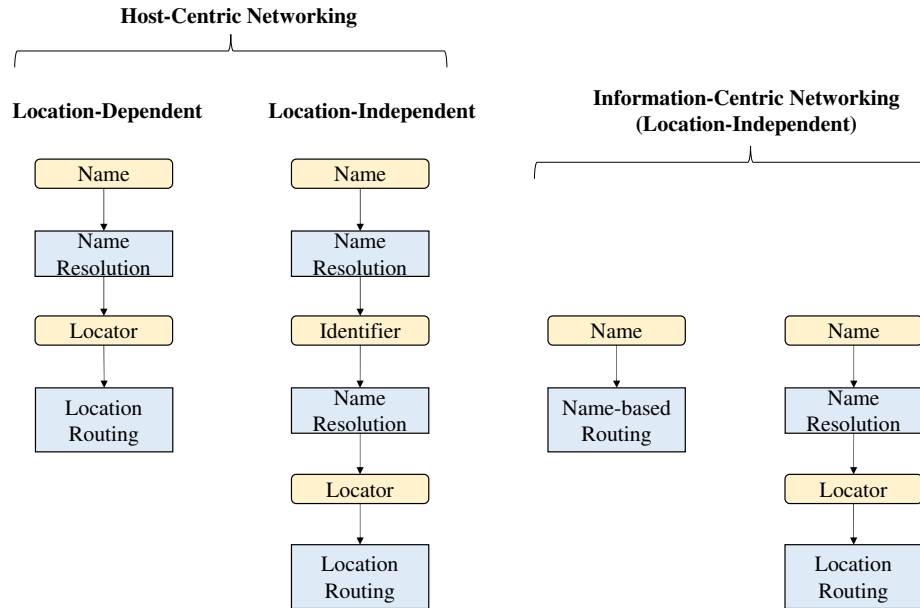 Host-Centric Networking
Location-Dependent
Location-Independent
Information-Centric Networking
(Location-Independent)
Name
Name
Resolution
Locator
Location
Routing
Name
Name
Resolution
Identifier
Name
Resolution
Locator
Location
Routing
Name
Name-based
Routing
Name
Name
Resolution
Locator
Location
Routing